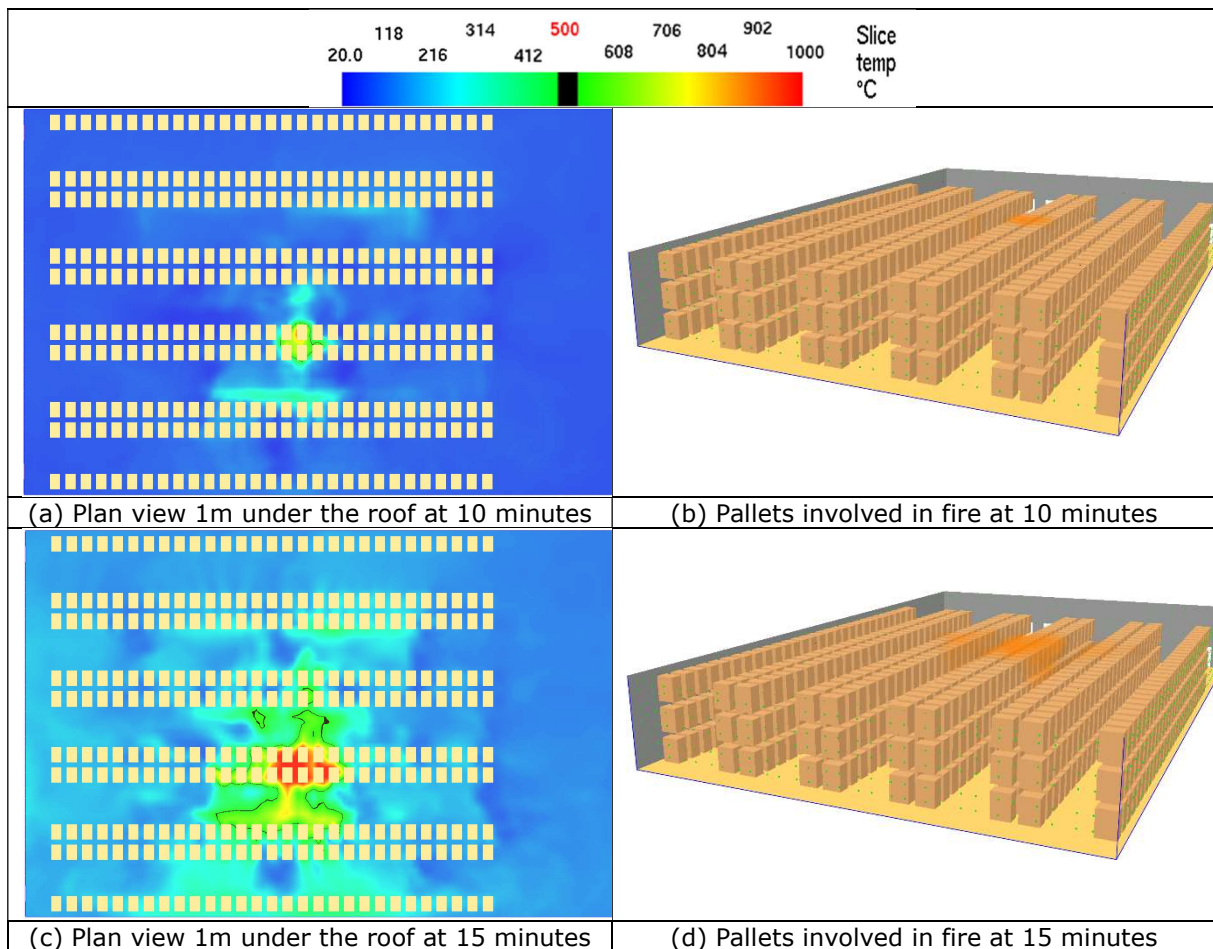 118 314 500 706 902
20.0 216 412 608 804 1000
Slice
temp
°C
(a) Plan view 1m under the roof at 10 minutes
(b) Pallets involved in fire at 10 minutes
(c) Plan view 1m under the roof at 15 minutes
(d) Pallets involved in fire at 15 minutes